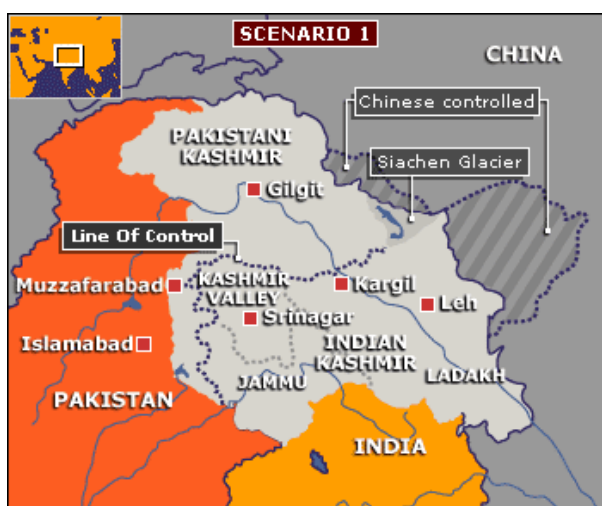 SCENARIO 1
CHINA
Chinese controlled
PAKISTANI
KASHMIR
Siachen Glacier
Gilgit
Line Of Control
Muzzafarabad
KASHMIR
VALLEY
Kargil
Leh
Srinagar
Islamabad
INDIAN
KASHMIR
JAMMU
LADAKH
PAKISTAN
INDIA